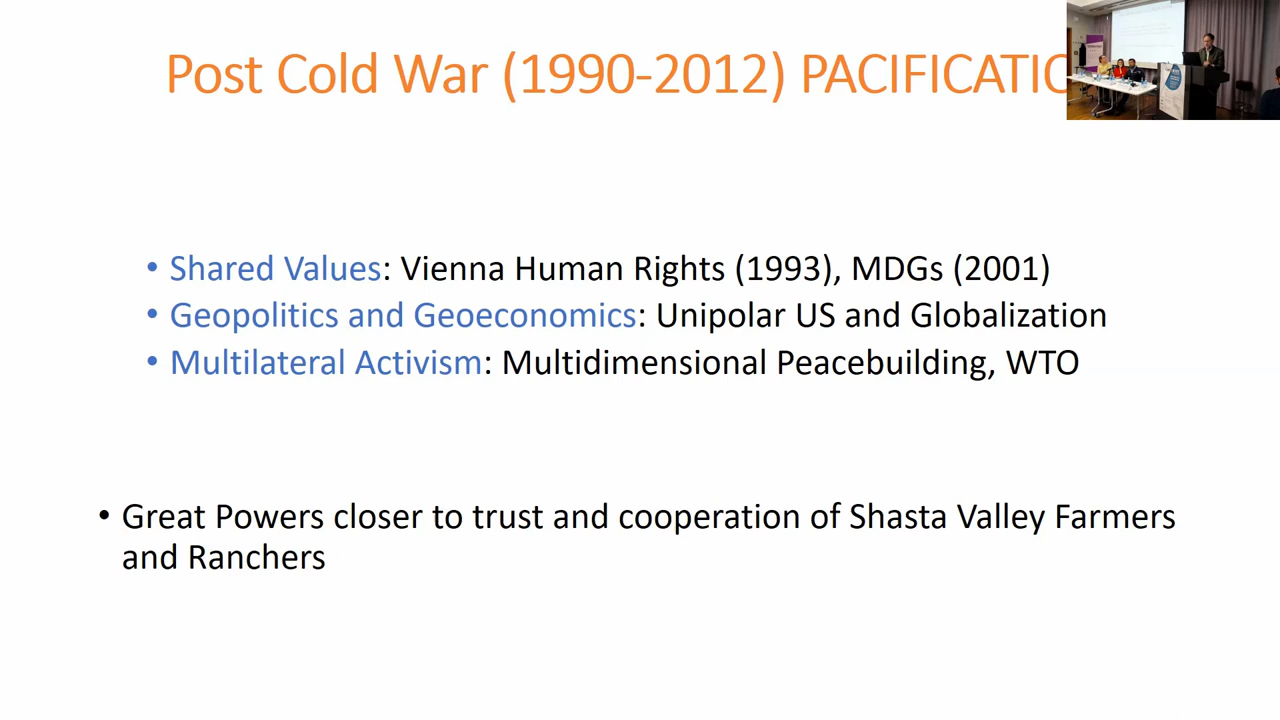 Post Cold War (1990-2012) PACIFICATIO
• Shared Values: Vienna Human Rights (1993), MDGs (2001)
• Geopolitics and Geoeconomics: Unipolar US and Globalization
• Multilateral Activism: Multidimensional Peacebuilding, WTO
• Great Powers closer to trust and cooperation of Shasta Valley Farmers
and Ranchers